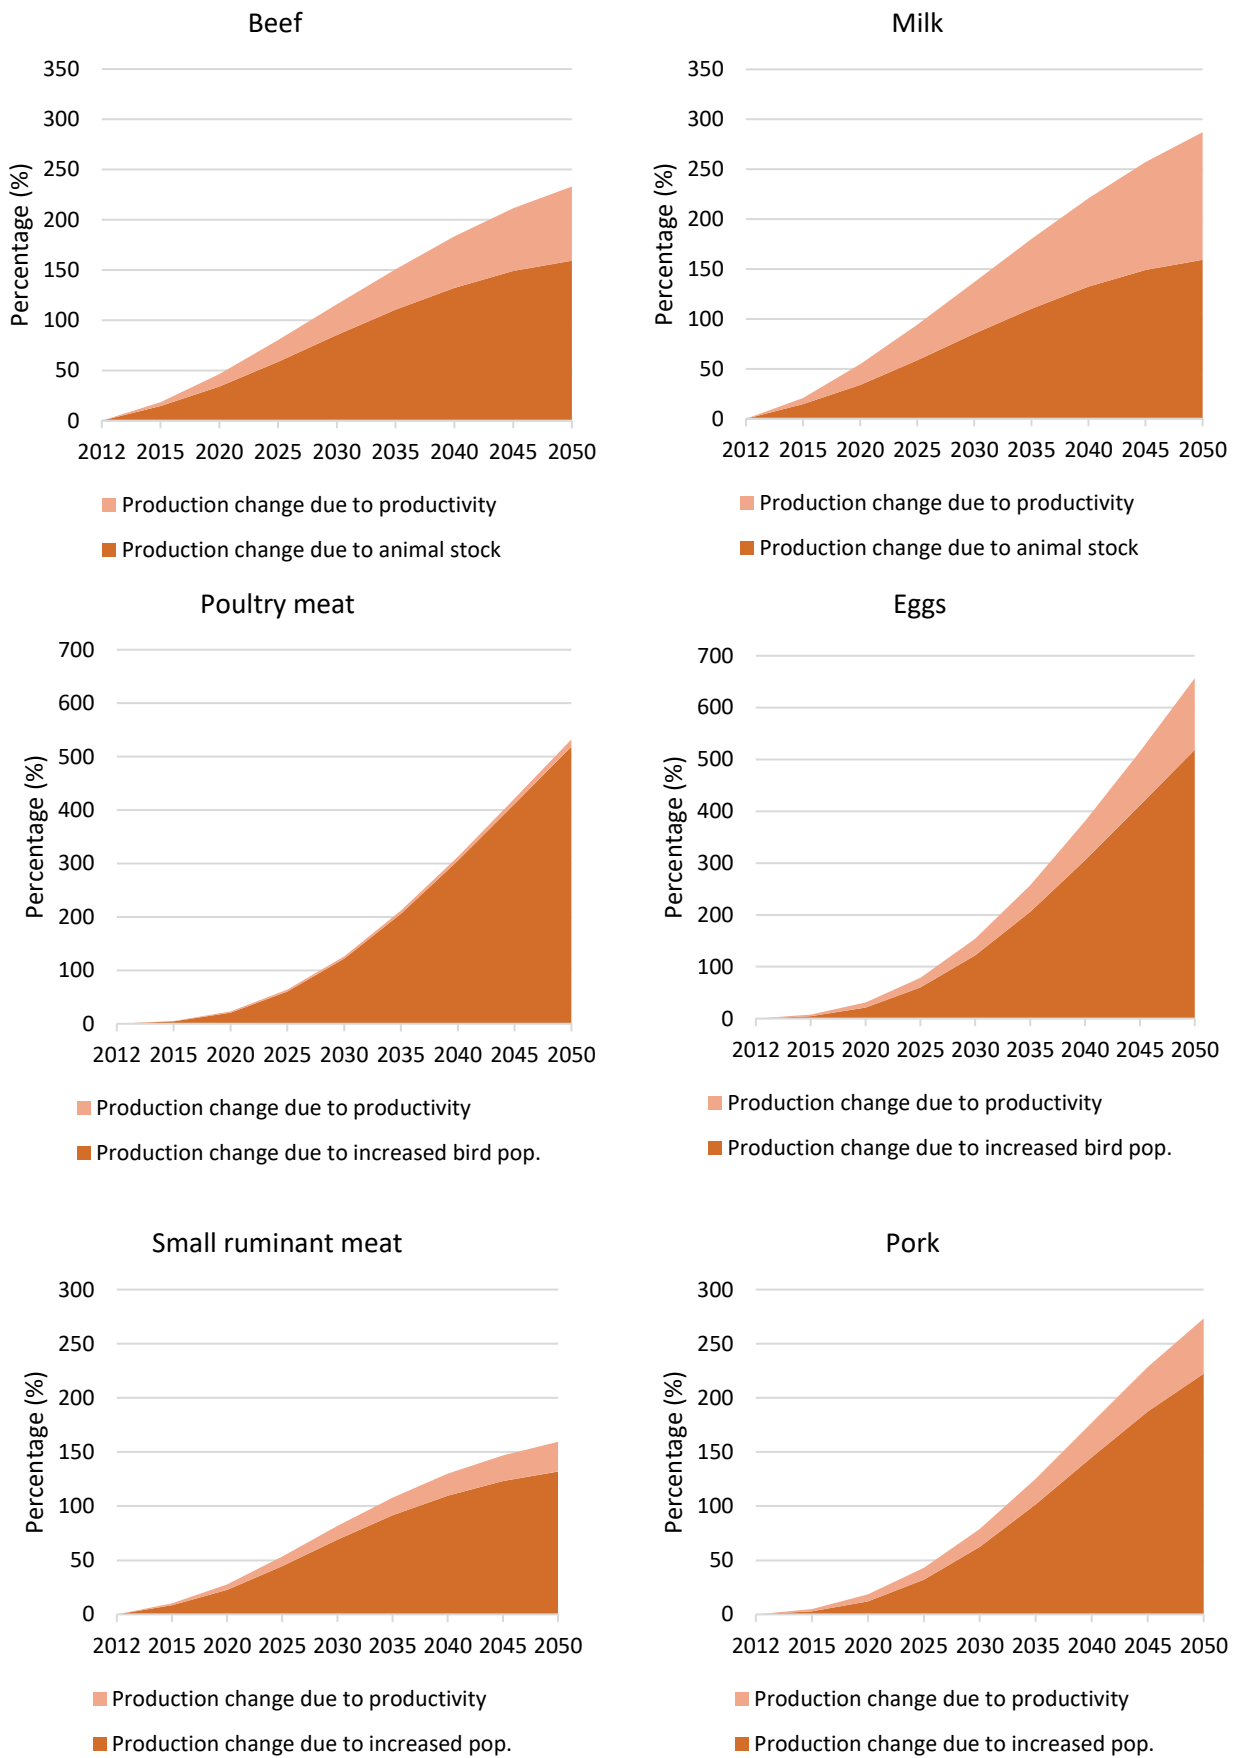 Beef
350
300
250
200
150
100
50
0
Percentage (%)
2012 2015 2020 2025 2030 2035 2040 2045 2050
Production change due to productivity
Production change due to animal stock
Milk
350
300
250
200
150
100
50
0
Percentage (%)
2012 2015 2020 2025 2030 2035 2040 2045 2050
Production change due to productivity
Production change due to animal stock
Poultry meat
700
600
500
400
300
200
100
0
Percentage (%)
2012 2015 2020 2025 2030 2035 2040 2045 2050
Production change due to productivity
Production change due to increased bird pop.
Eggs
700
600
500
400
300
200
100
0
Percentage (%)
2012 2015 2020 2025 2030 2035 2040 2045 2050
Production change due to productivity
Production change due to increased bird pop.
Small ruminant meat
300
250
200
150
100
50
0
Percentage (%)
2012 2015 2020 2025 2030 2035 2040 2045 2050
Production change due to productivity
Production change due to increased pop.
Pork
300
250
200
150
100
50
0
Percentage (%)
2012 2015 2020 2025 2030 2035 2040 2045 2050
Production change due to productivity
Production change due to increased pop.